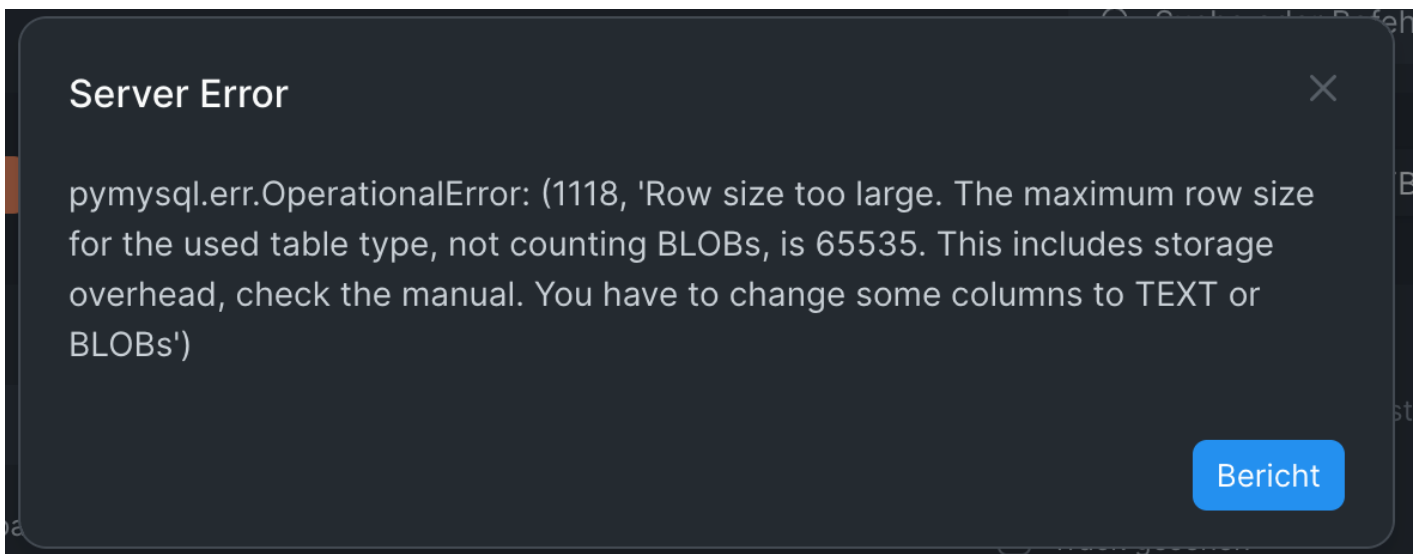 Server Error
pymysql.err.OperationalError: (1118, 'Row size too large. The maximum row size
for the used table type, not counting BLOBs, is 65535. This includes storage
overhead, check the manual. You have to change some columns to TEXT or
BLOBs')
Bericht